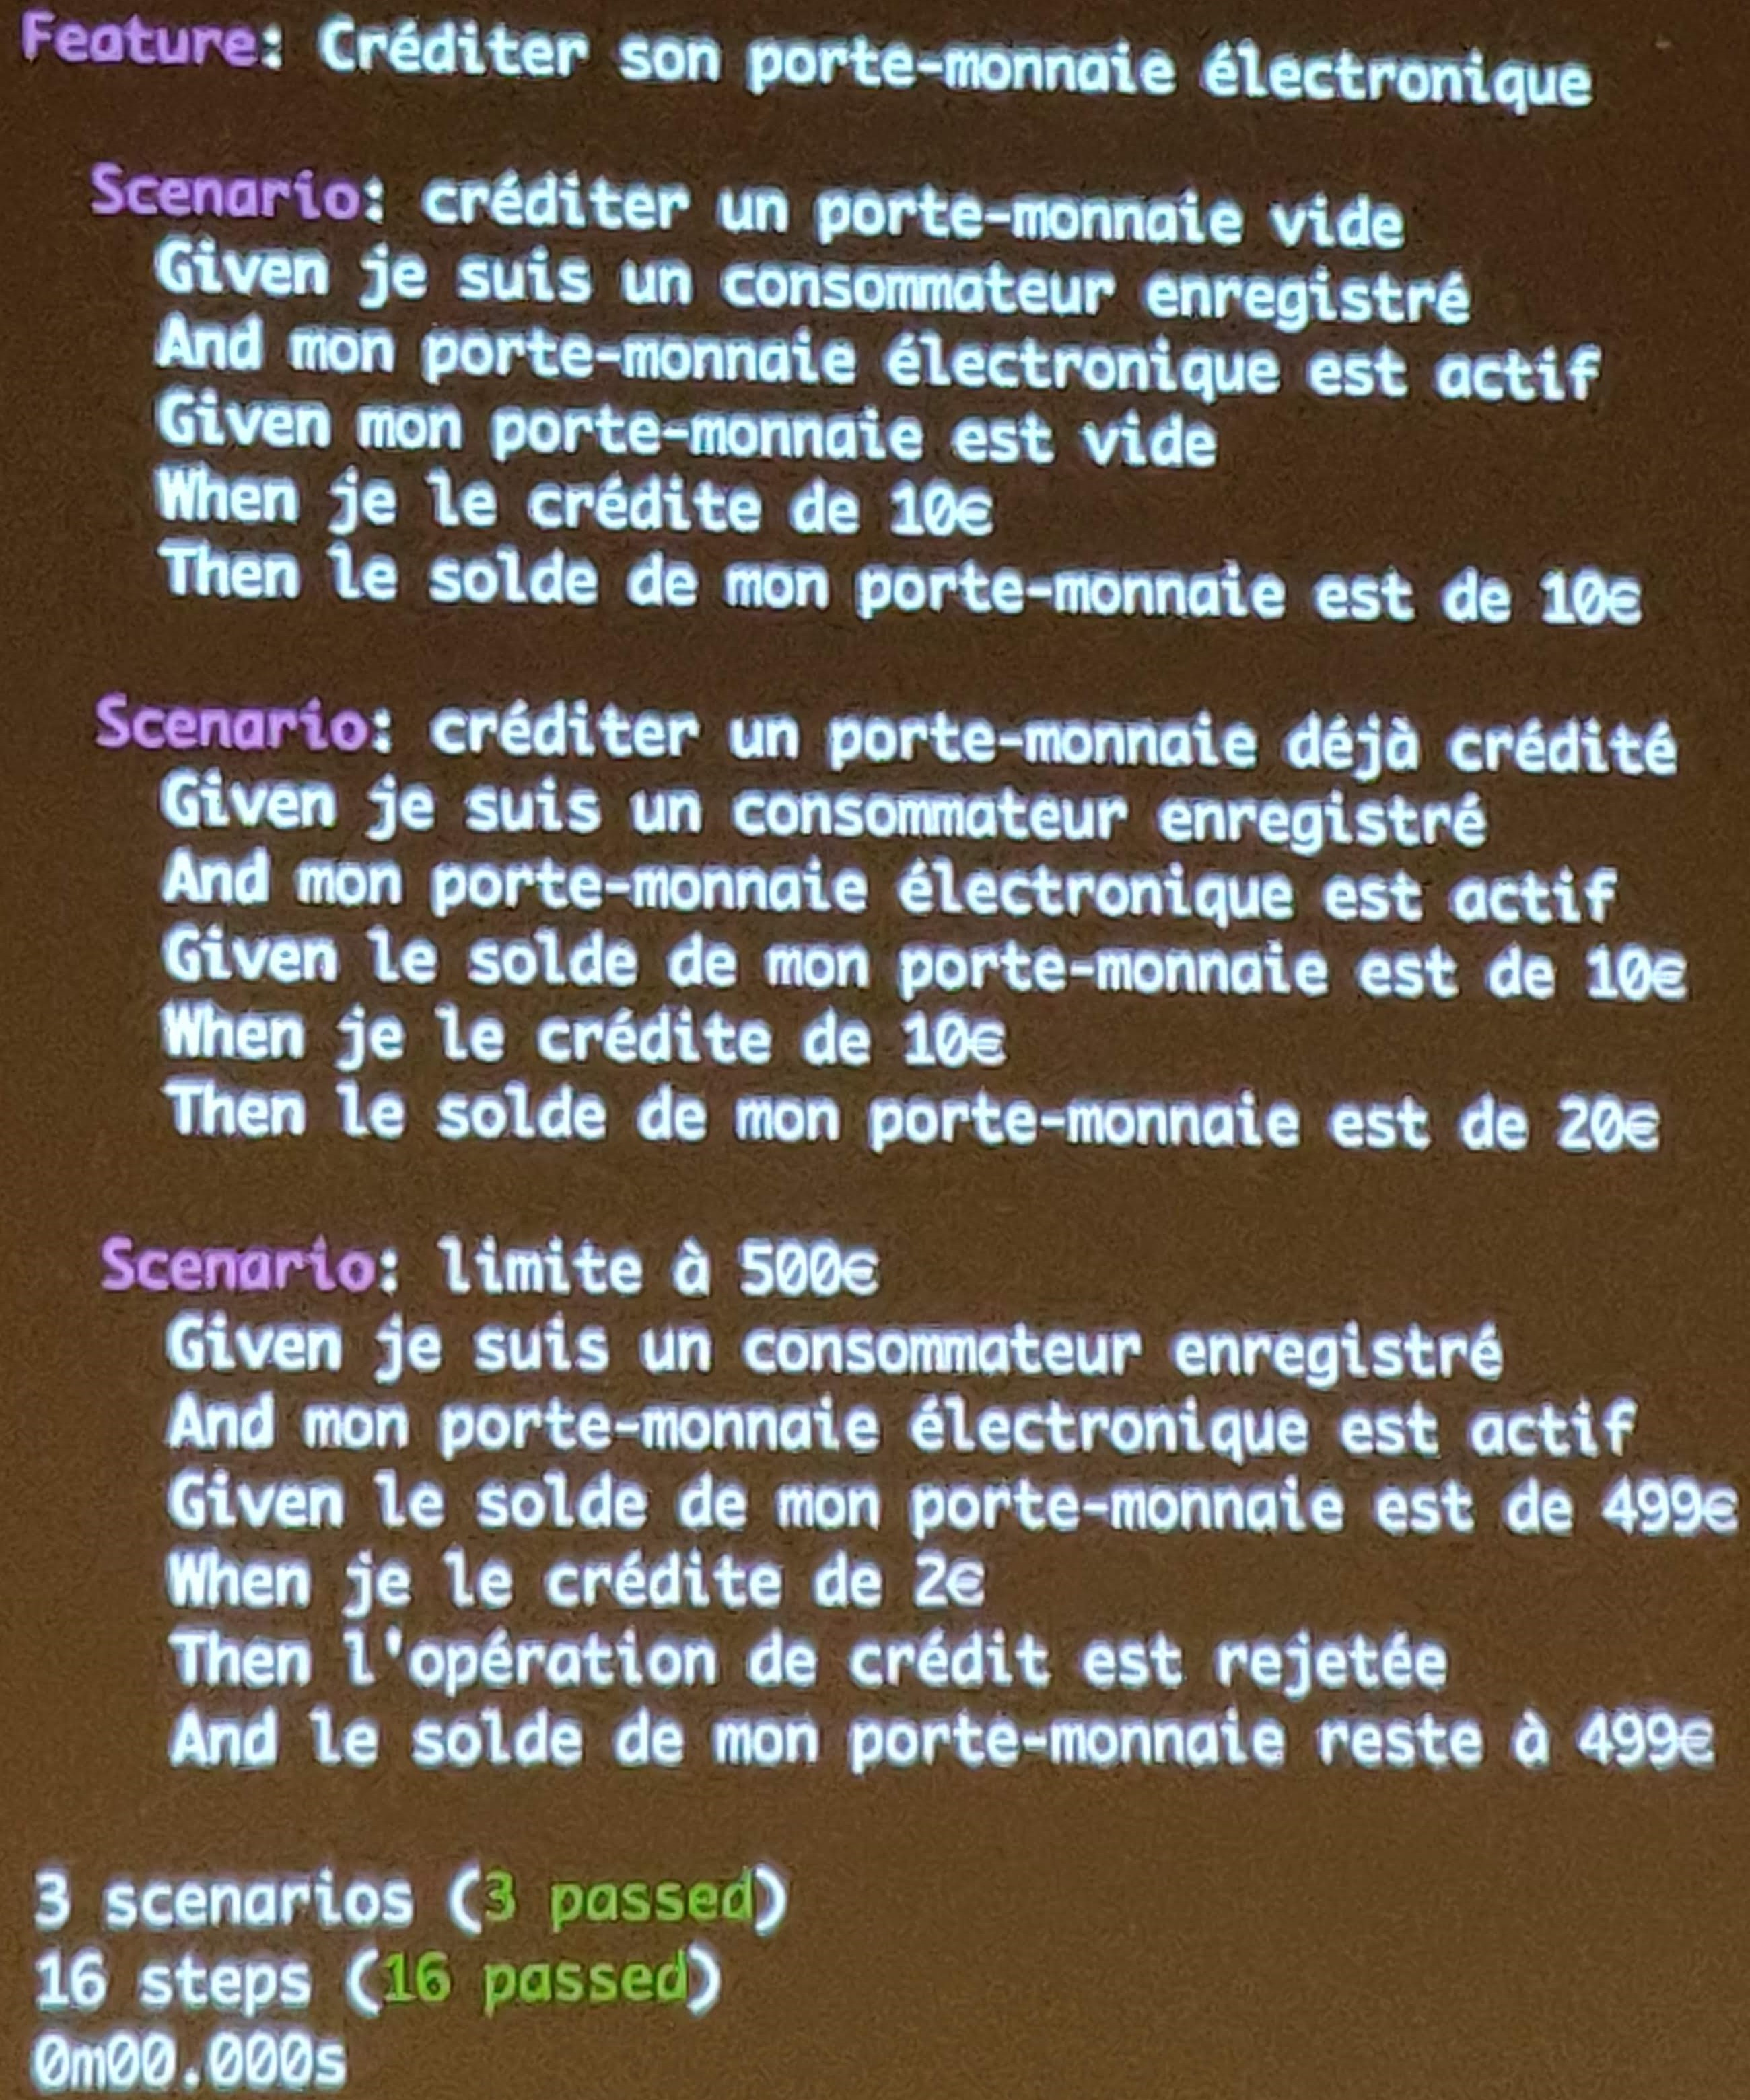 Feature: Créditer son porte-monnaie électronique
Scenario: créditer un porte-monnaie vide
Given je suis un consommateur enregistré
And mon porte-monnaie électronique est actif
Given mon porte-monnaie est vide
When je le crédite de 10€
Then le solde de mon porte-monnaie est de 10€
Scenario: créditer un porte-monnaie déjà crédité
Given je suis un consommateur enregistré
And mon porte-monnaie électronique est actif
Given le solde de mon porte-monnaie est de 10€
When je le crédite de 10€
Then le solde de mon porte-monnaie est de 20€
Scenario: limite à 500€
Given je suis un consommateur enregistré
And mon porte-monnaie électronique est actif
Given le solde de mon porte-monnaie est de 499€
When je le crédite de 2€
Then l'opération de crédit est rejetée
And le solde de mon porte-monnaie reste à 499€
3 scenarios (3 passed)
16 steps (16 passed)
0m00.000s